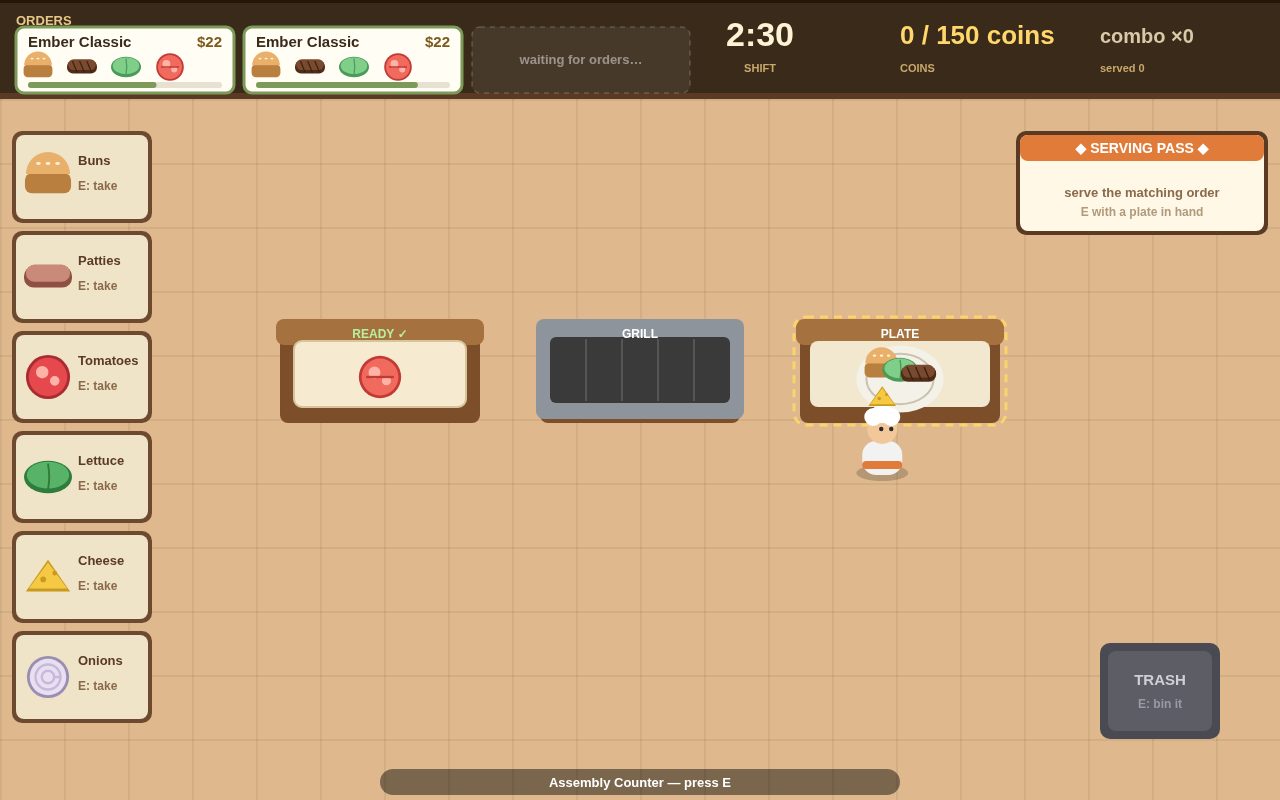 ORDERS
Ember Classic $22
Ember Classic $22
waiting for orders…
2:30
SHIFT
0 / 150 coins
COINS
combo ×0
served 0
Buns
E: take
Patties
E: take
Tomatoes
E: take
Lettuce
E: take
Cheese
E: take
Onions
E: take
◆ SERVING PASS ◆
serve the matching order
E with a plate in hand
READY ✓
GRILL
PLATE
TRASH
E: bin it
Assembly Counter — press E